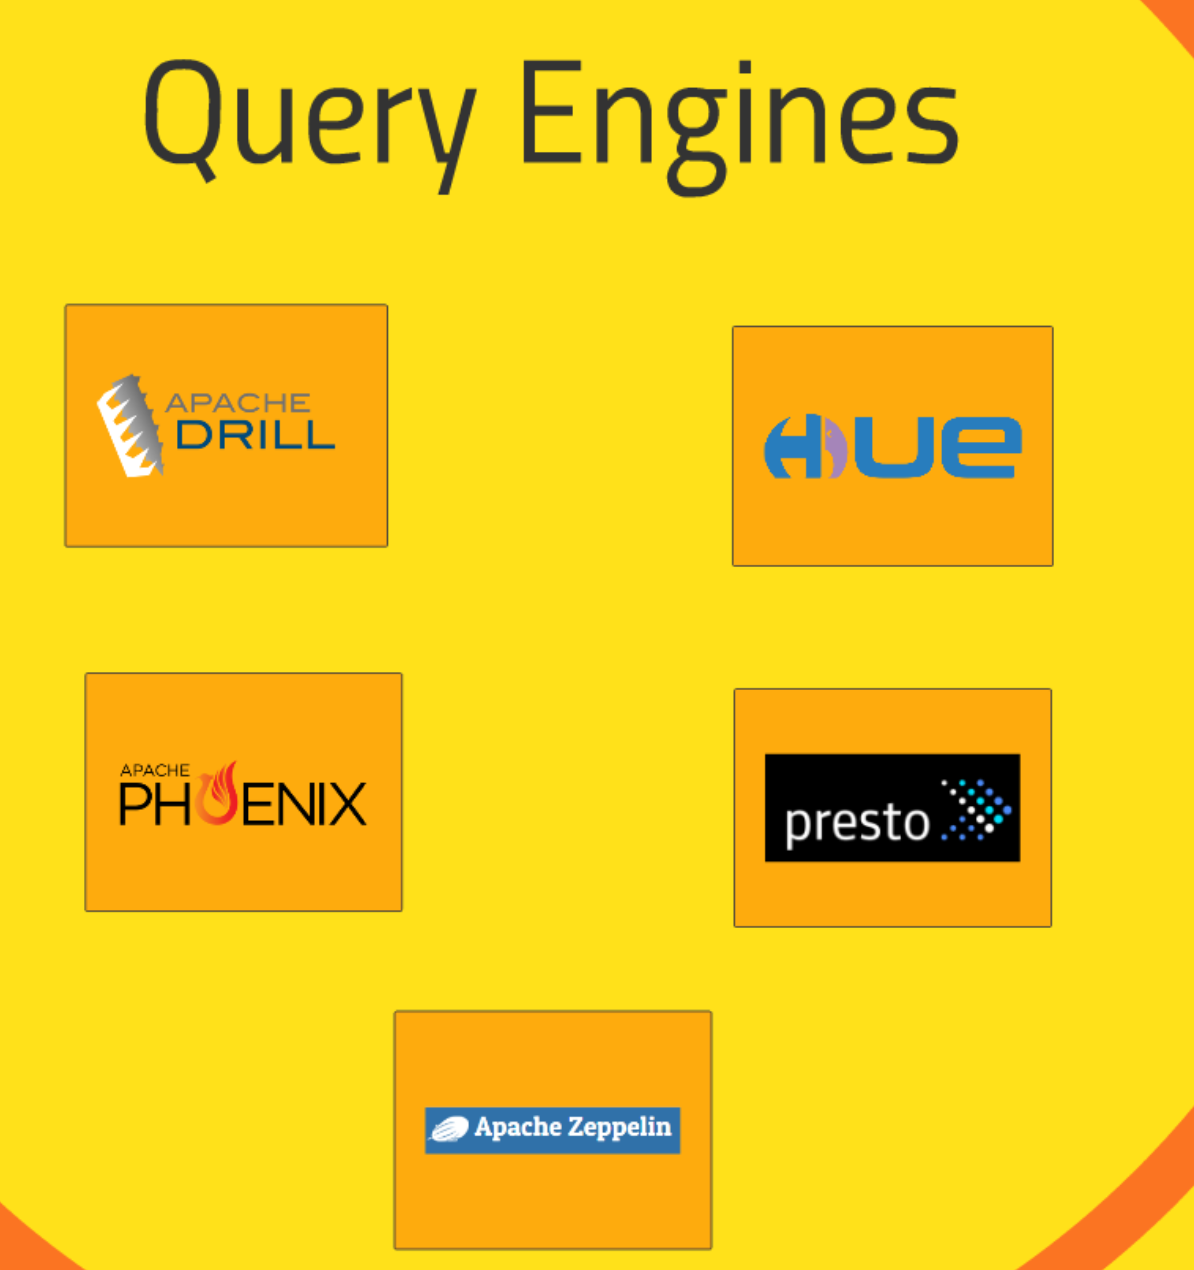 Query Engines
APACHE
DRILL
HUE
APACHE
PHOENIX
presto
Apache Zeppelin